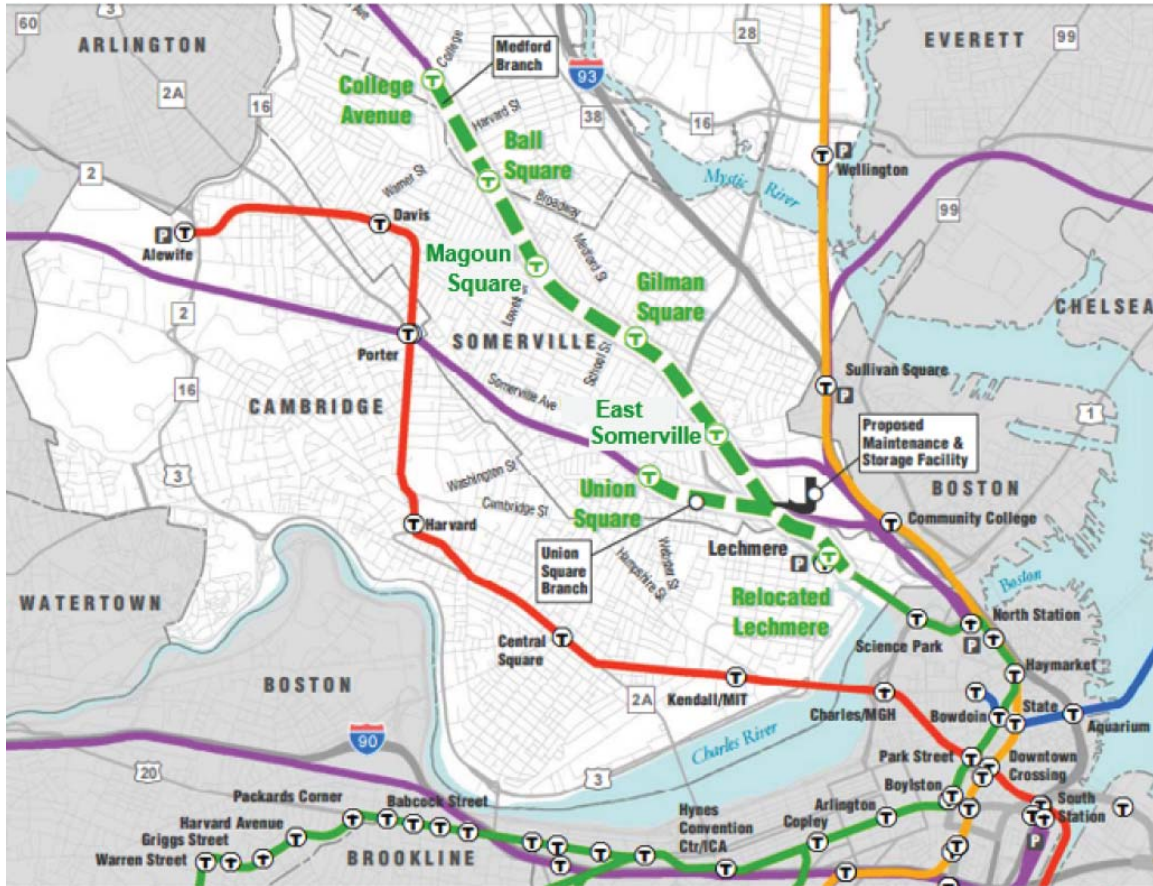 60
3
ARLINGTON
2A
16
2
College
Medford
Branch
College
Avenue
Harvard St
Ball
Square
Warner St
Broadway
28
93
38
16
EVERETT
99
P
T
Wellington
Mystic River
99
CHELSEA
P
T
Alewife
T
Davis
Magoun
Square
Medford St
Gilman
Square
Lowell
2
T
Porter
SOMERVILLE
School St
Sullivan Square
T
P
16
CAMBRIDGE
Somerville Ave
East
Somerville
1
Proposed
Maintenance &
Storage Facility
3
Washington St
Cambridge St
Union
Square
BOSTON
T
Harvard
T
Community College
Union
Square
Branch
Webster St
Hampshire St
Lechmere
P
Relocated
Lechmere
Boston
WATERTOWN
T
Central
Square
T
Science Park
North Station
P
T
Haymarket
BOSTON
2A
T
Kendall/MIT
T
Charles/MGH
Bowdoin
State
T
Aquarium
90
Charles River
Park Street
Downtown
Crossing
20
3
Packards Corner
Babcock Street
Boylston
Harvard Avenue
Griggs Street
Warren Street
Hynes
Convention
Ctr/ICA
Arlington
Copley
South
Station
P
BROOKLINE